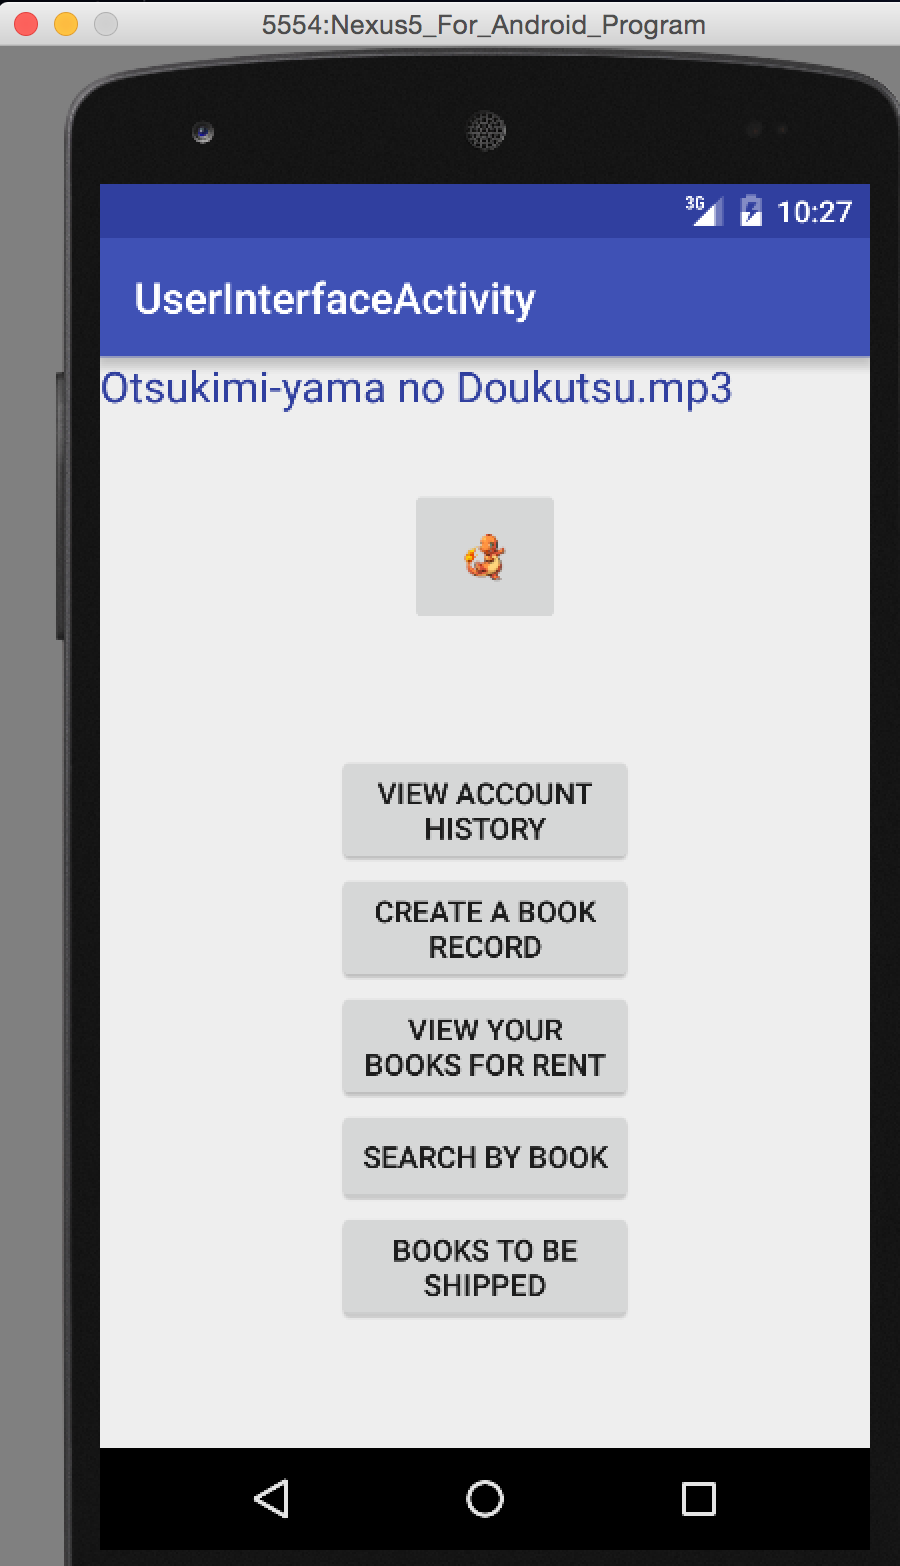 5554:Nexus5_For_Android_Program
3G 10:27
UserInterfaceActivity
Otsukimi-yama no Doukutsu.mp3
VIEW ACCOUNT
HISTORY
CREATE A BOOK
RECORD
VIEW YOUR
BOOKS FOR RENT
SEARCH BY BOOK
BOOKS TO BE
SHIPPED